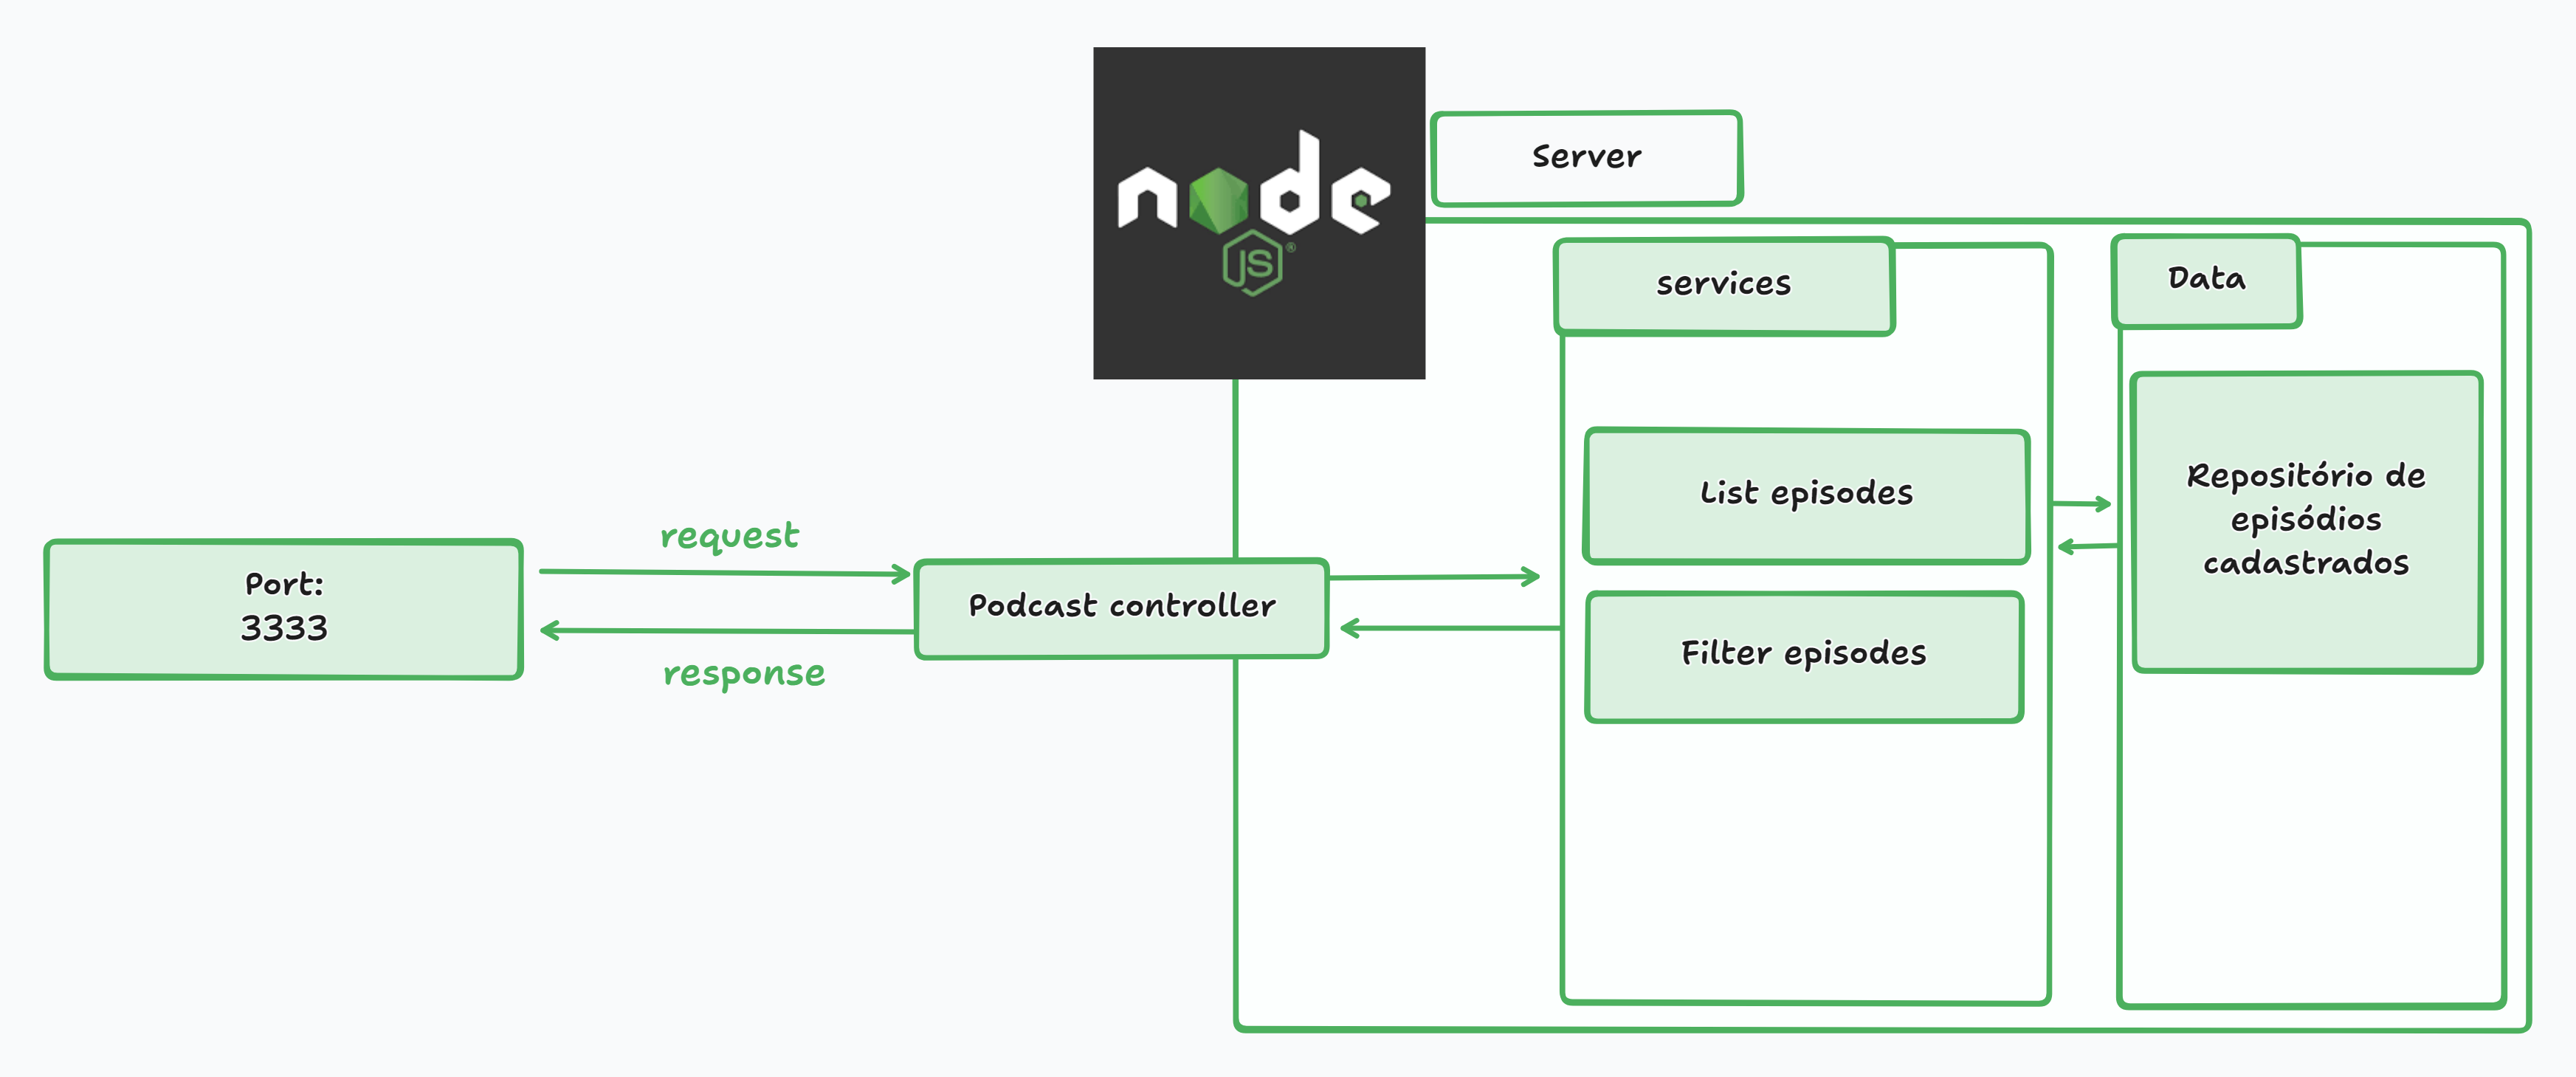 node
JS
®
Server
services
Data
List episodes
Repositório de
episódios
cadastrados
request
Port:
3333
Podcast controller
Filter episodes
response